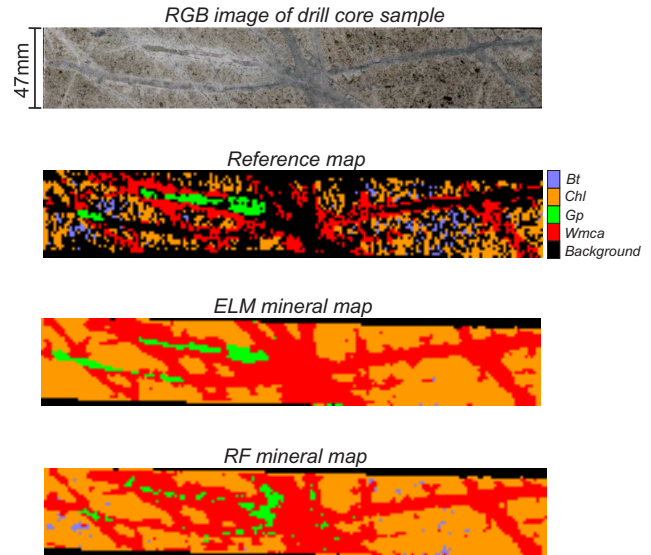 RGB image of drill core sample
47mm
Reference map
Bt
Chl
Gp
Wmca
Background
ELM mineral map
RF mineral map